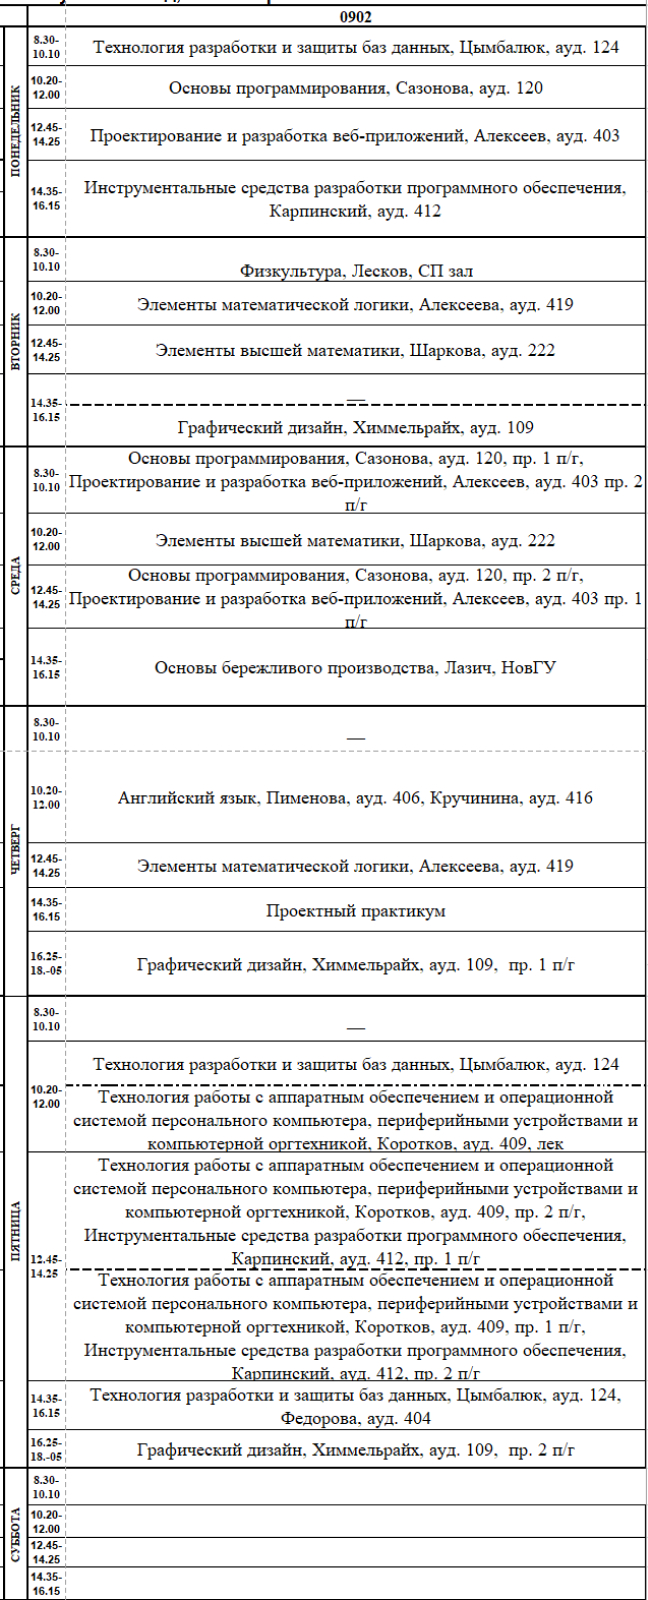 0902
ПОНЕДЕЛЬНИК
8.30-
10.10
Технология разработки и защиты баз данных, Цымбалюк, ауд. 124
10.20-
12.00
Основы программирования, Сазонова, ауд. 120
12.45-
14.25
Проектирование и разработка веб-приложений, Алексеев, ауд. 403
14.35-
16.15
Инструментальные средства разработки программного обеспечения,
Карпинский, ауд. 412
ВТОРНИК
8.30-
10.10
Физкультура, Лесков, СП зал
10.20-
12.00
Элементы математической логики, Алексеева, ауд. 419
12.45-
14.25
Элементы высшей математики, Шаркова, ауд. 222
14.35-
16.15
—
Графический дизайн, Химмельрайх, ауд. 109
СРЕДА
8.30-
10.10
Основы программирования, Сазонова, ауд. 120, пр. 1 п/г,
Проектирование и разработка веб-приложений, Алексеев, ауд. 403 пр. 2
п/г
10.20-
12.00
Элементы высшей математики, Шаркова, ауд. 222
12.45-
14.25
Основы программирования, Сазонова, ауд. 120, пр. 2 п/г,
Проектирование и разработка веб-приложений, Алексеев, ауд. 403 пр. 1
п/г
14.35-
16.15
Основы бережливого производства, Лазич, НовГУ
ЧЕТВЕРГ
8.30-
10.10
—
10.20-
12.00
Английский язык, Пименова, ауд. 406, Кручинина, ауд. 416
12.45-
14.25
Элементы математической логики, Алексеева, ауд. 419
14.35-
16.15
Проектный практикум
16.25-
18.-05
Графический дизайн, Химмельрайх, ауд. 109, пр. 1 п/г
ПЯТНИЦА
8.30-
10.10
—
10.20-
12.00
Технология разработки и защиты баз данных, Цымбалюк, ауд. 124
Технология работы с аппаратным обеспечением и операционной
системой персонального компьютера, периферийными устройствами и
компьютерной оргтехникой, Коротков, ауд. 409, лек
12.45-
14.25
Технология работы с аппаратным обеспечением и операционной
системой персонального компьютера, периферийными устройствами и
компьютерной оргтехникой, Коротков, ауд. 409, пр. 2 п/г,
Инструментальные средства разработки программного обеспечения,
Карпинский, ауд. 412, пр. 1 п/г
Технология работы с аппаратным обеспечением и операционной
системой персонального компьютера, периферийными устройствами и
компьютерной оргтехникой, Коротков, ауд. 409, пр. 1 п/г,
Инструментальные средства разработки программного обеспечения,
Карпинский, ауд. 412, пр. 2 п/г
14.35-
16.15
Технология разработки и защиты баз данных, Цымбалюк, ауд. 124,
Федорова, ауд. 404
16.25-
18.-05
Графический дизайн, Химмельрайх, ауд. 109, пр. 2 п/г
СУББОТА
8.30-
10.10
10.20-
12.00
12.45-
14.25
14.35-
16.15